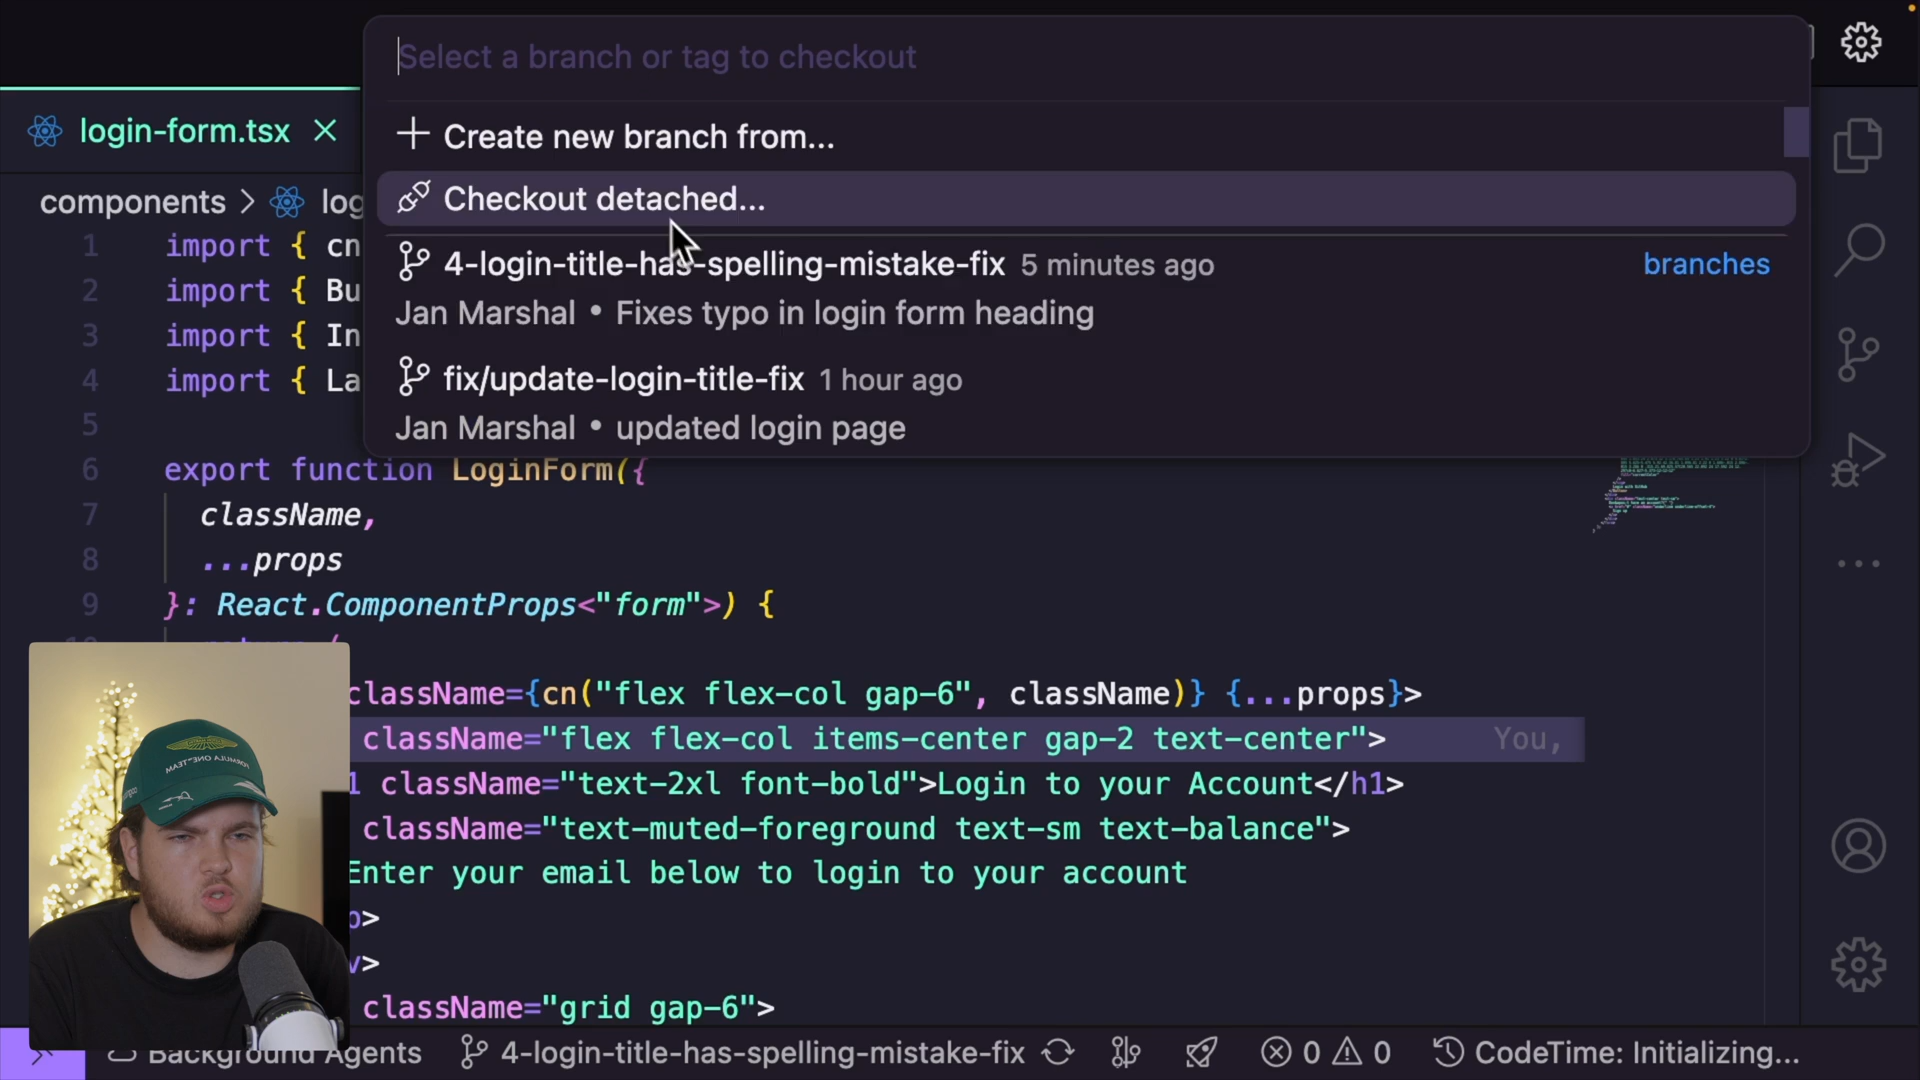 Select a branch or tag to checkout
Create new branch from...
login-form.tsx
Checkout detached...
components > log
4-login-title-has-spelling-mistake-fix 5 minutes ago branches
Jan Marshal • Fixes typo in login form heading
fix/update-login-title-fix 1 hour ago
Jan Marshal • updated login page
1 import { cn
2 import { Bu
3 import { In
4 import { La
5
6 export function LoginForm({
7 className,
8 ...props
9 }: React.ComponentProps<"form">) {
className={cn("flex flex-col gap-6", className)} {...props}>
className="flex flex-col items-center gap-2 text-center"> You,
1 className="text-2xl font-bold">Login to your Account</h1>
className="text-muted-foreground text-sm text-balance">
Enter your email below to login to your account
p>
v>
className="grid gap-6">
Background Agents 4-login-title-has-spelling-mistake-fix 0 0 CodeTime: Initializing...